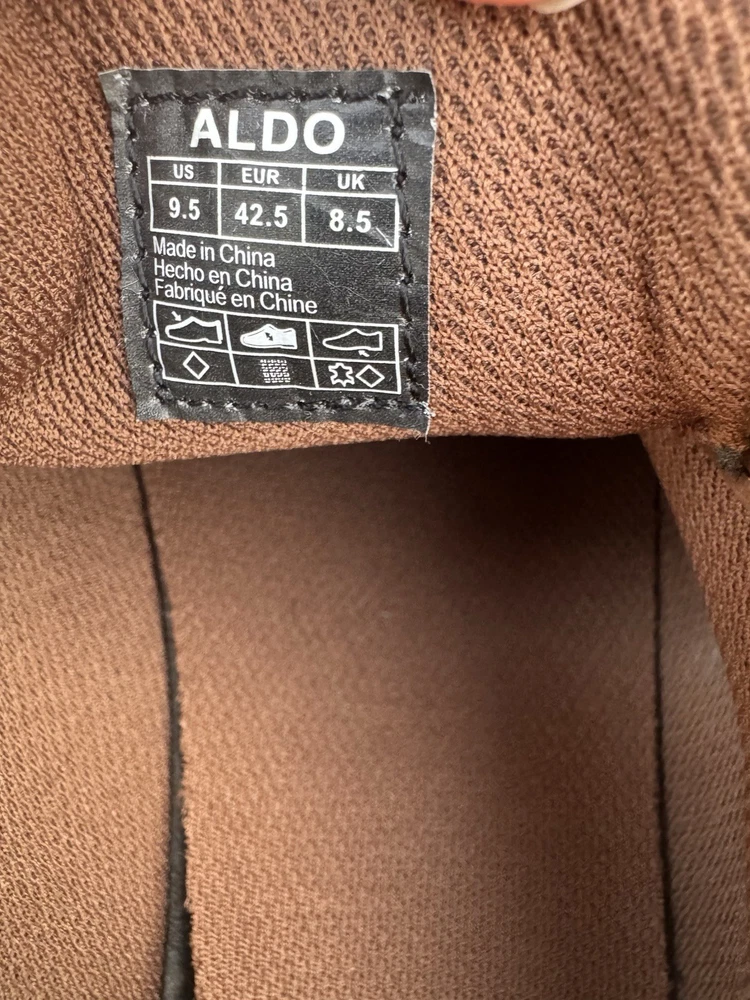 ALDO
US EUR UK
9.5 42.5 8.5
Made in China
Hecho en China
Fabriqué en Chine